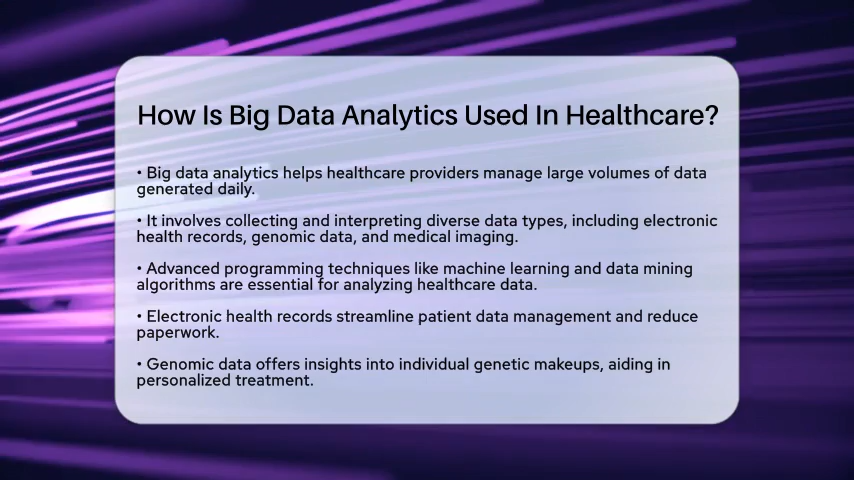 How Is Big Data Analytics Used In Healthcare?
• Big data analytics helps healthcare providers manage large volumes of data
generated daily.
• It involves collecting and interpreting diverse data types, including electronic
health records, genomic data, and medical imaging.
• Advanced programming techniques like machine learning and data mining
algorithms are essential for analyzing healthcare data.
• Electronic health records streamline patient data management and reduce
paperwork.
• Genomic data offers insights into individual genetic makeups, aiding in
personalized treatment.